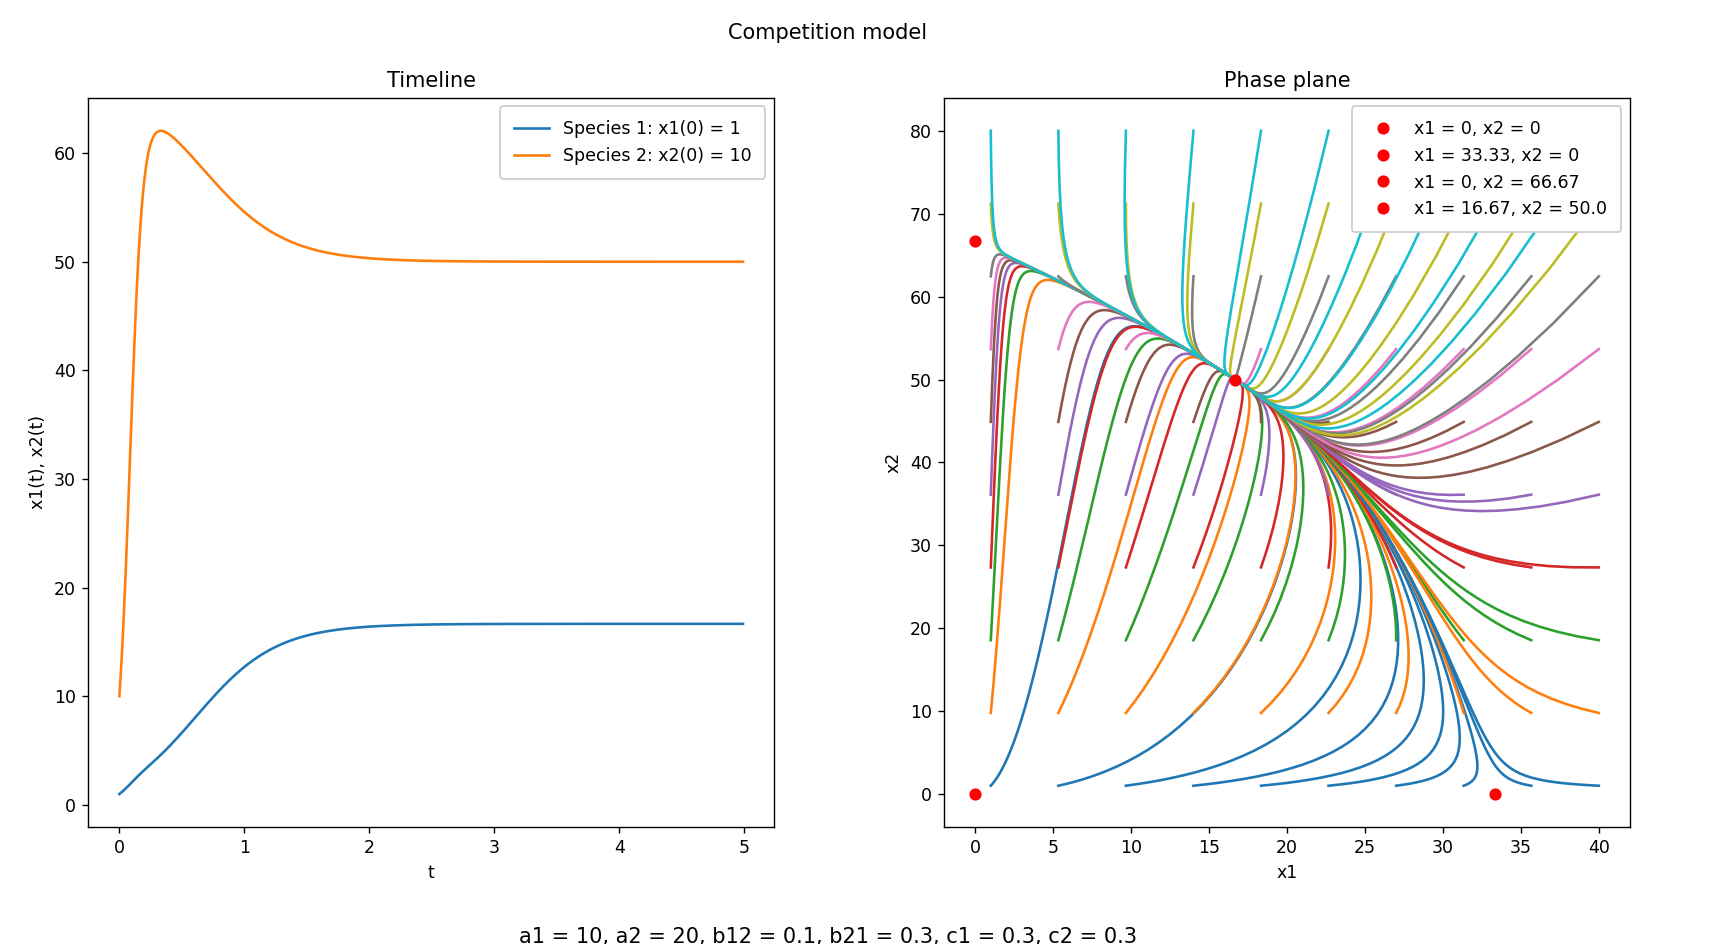 Competition model
Timeline
Species 1: x1(0) = 1
Species 2: x2(0) = 10
60
50
40
30
20
10
0
x1(t), x2(t)
0 1 2 3 4 5
t
Phase plane
x1 = 0, x2 = 0
x1 = 33.33, x2 = 0
x1 = 0, x2 = 66.67
x1 = 16.67, x2 = 50.0
80
70
60
50
40
30
20
10
0
x2
0 5 10 15 20 25 30 35 40
x1
a1 = 10, a2 = 20, b12 = 0.1, b21 = 0.3, c1 = 0.3, c2 = 0.3